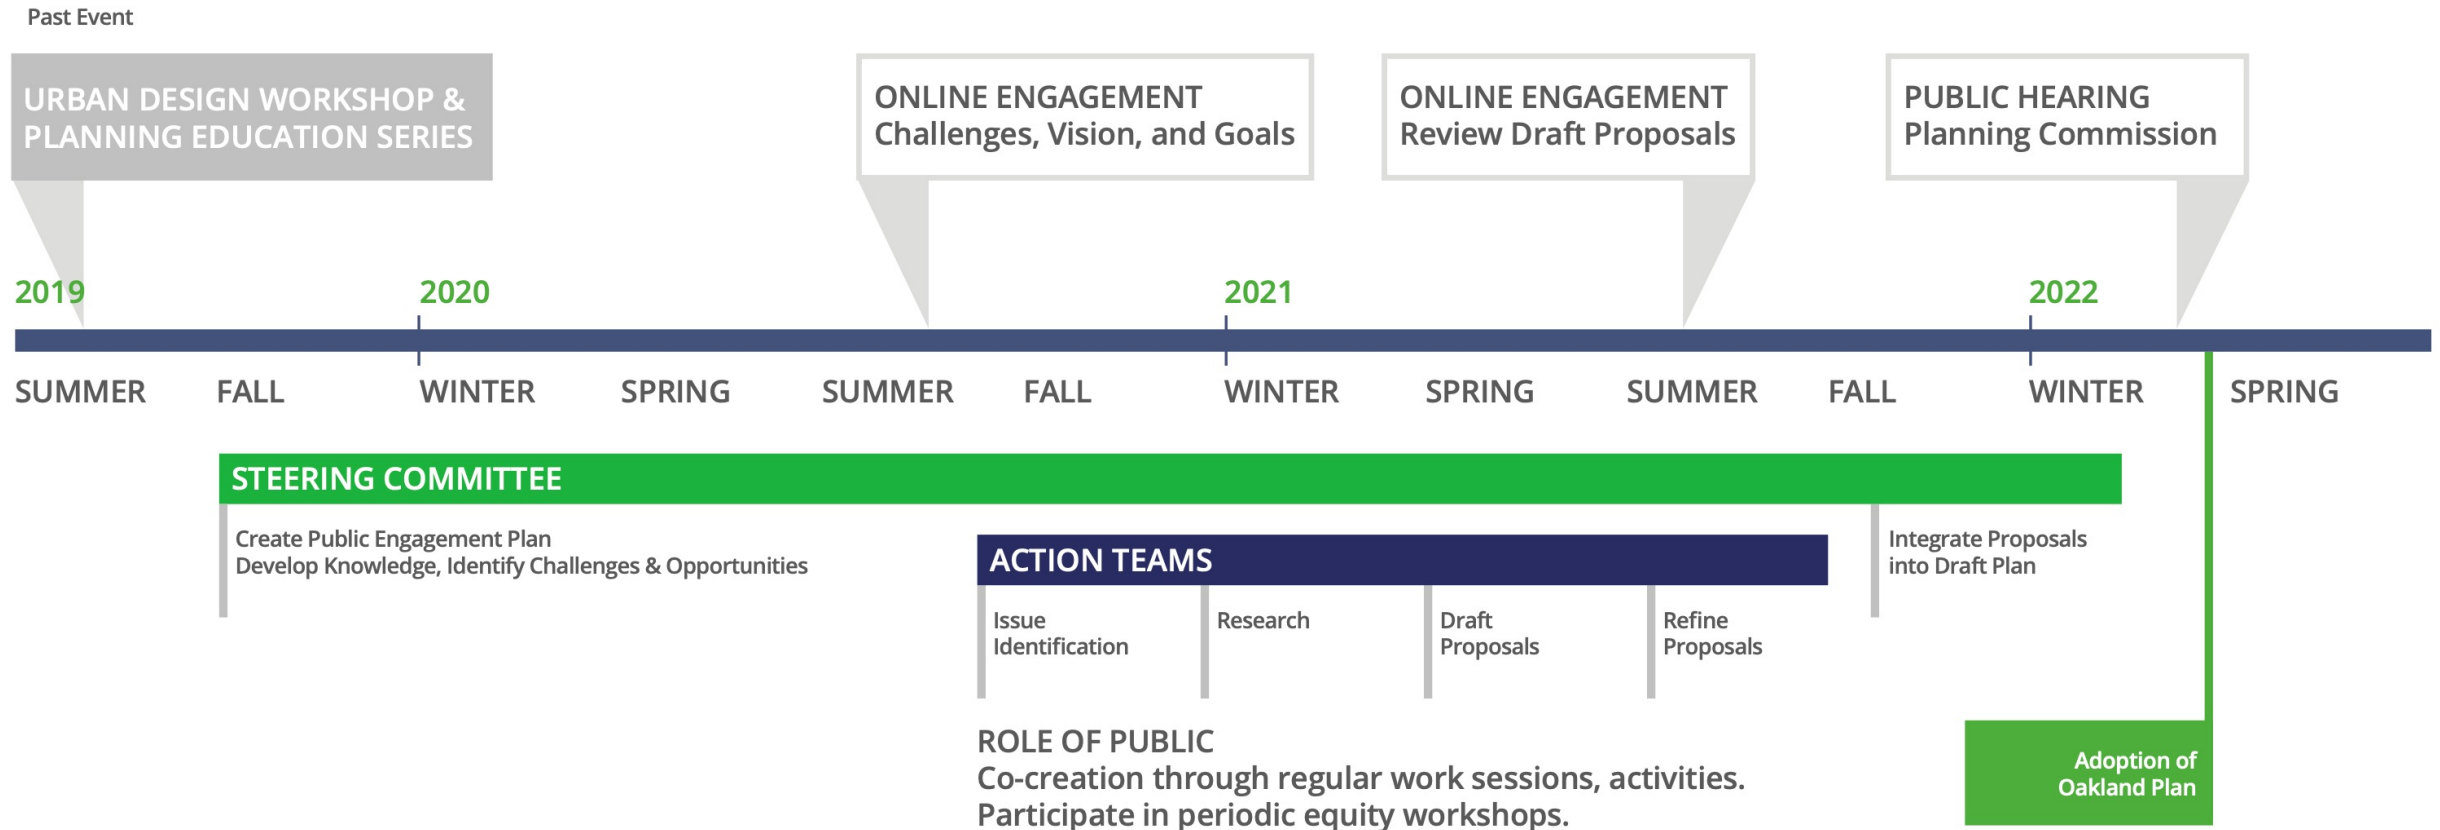 Past Event
URBAN DESIGN WORKSHOP &
PLANNING EDUCATION SERIES
ONLINE ENGAGEMENT
Challenges, Vision, and Goals
ONLINE ENGAGEMENT
Review Draft Proposals
PUBLIC HEARING
Planning Commission
2019
2020
2021
2022
SUMMER
FALL
WINTER
SPRING
SUMMER
FALL
WINTER
SPRING
SUMMER
FALL
WINTER
SPRING
STEERING COMMITTEE
Create Public Engagement Plan
Develop Knowledge, Identify Challenges & Opportunities
Integrate Proposals
into Draft Plan
ACTION TEAMS
Issue
Identification
Research
Draft
Proposals
Refine
Proposals
ROLE OF PUBLIC
Co-creation through regular work sessions, activities.
Participate in periodic equity workshops.
Adoption of
Oakland Plan